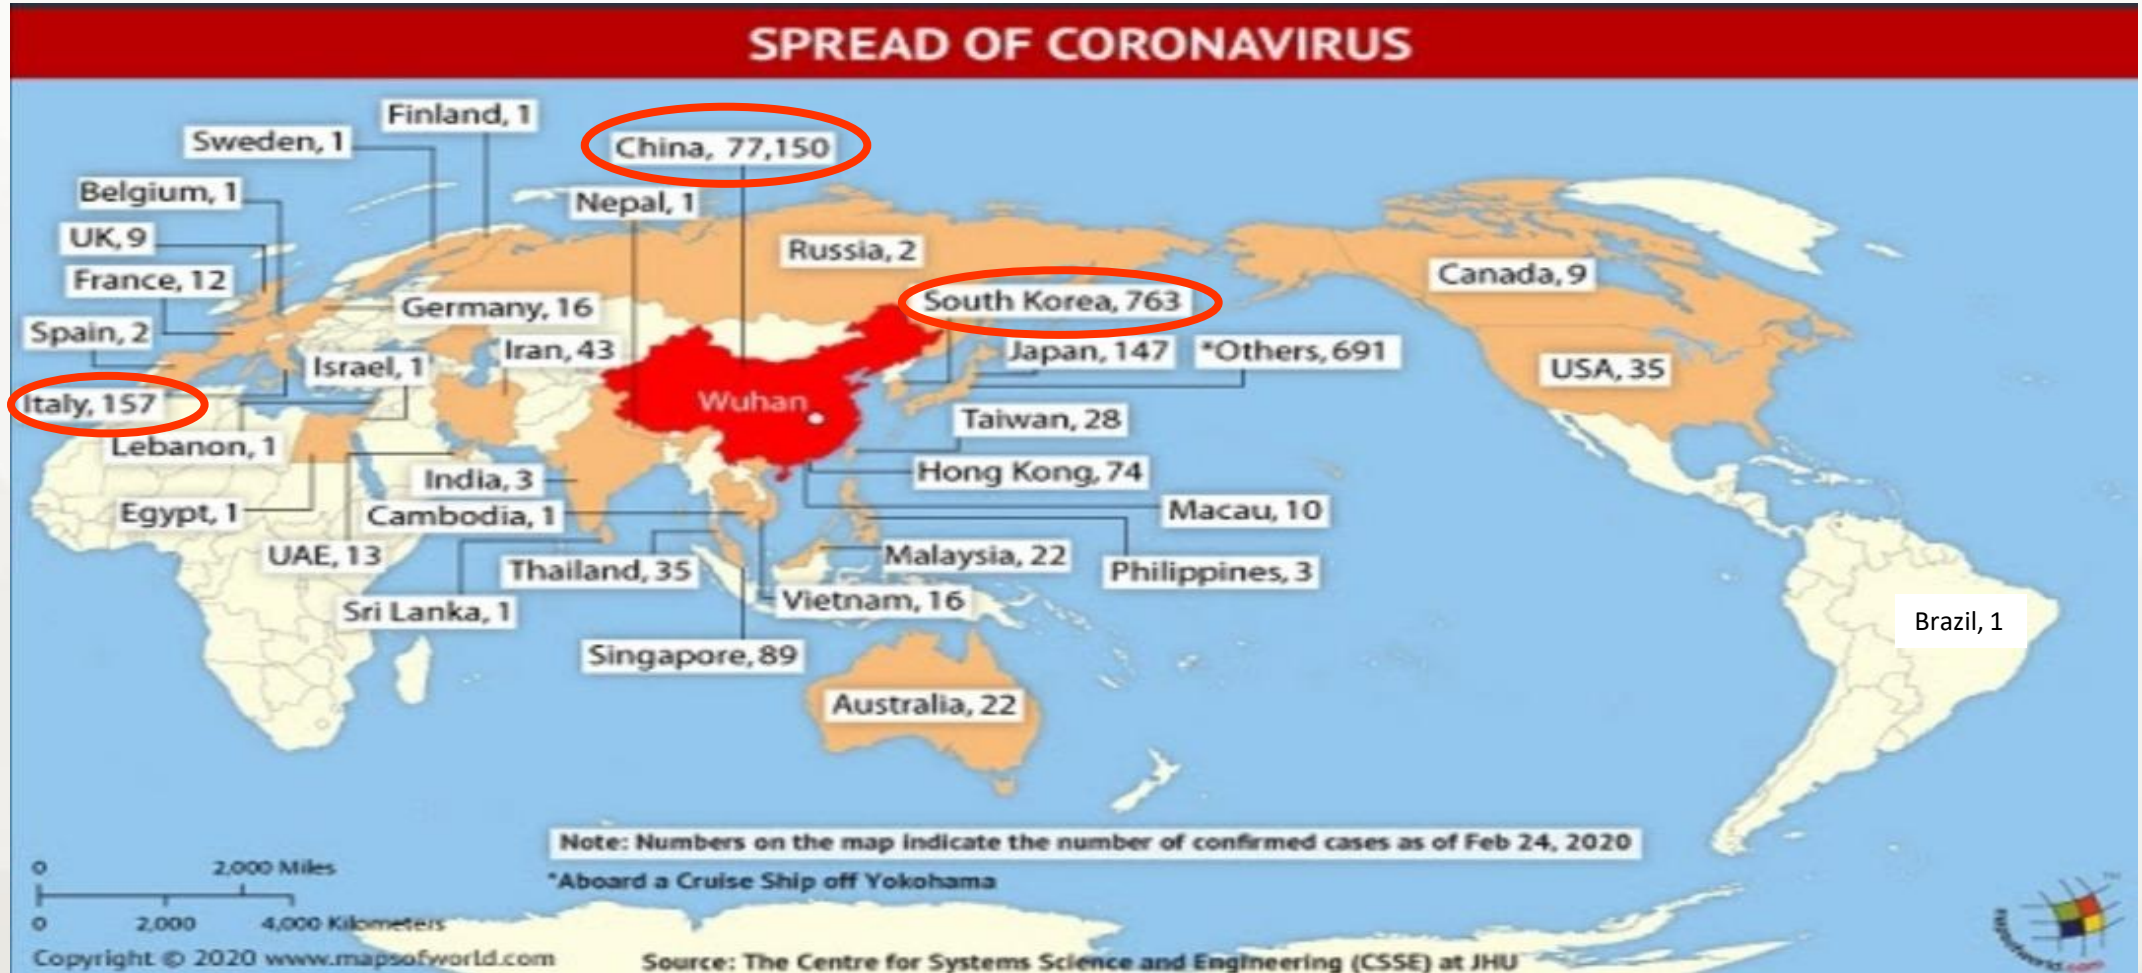 SPREAD OF CORONAVIRUS
Finland, 1
Sweden, 1
China, 77,150
Belgium, 1
Nepal, 1
UK, 9
Russia, 2
France, 12
Canada, 9
Germany, 16
South Korea, 763
Spain, 2
Iran, 43
Japan, 147
*Others, 691
Israel, 1
USA, 35
Italy, 157
Wuhan
Taiwan, 28
Lebanon, 1
Hong Kong, 74
India, 3
Egypt, 1
Cambodia, 1
Macau, 10
UAE, 13
Thailand, 35
Malaysia, 22
Philippines, 3
Sri Lanka, 1
Vietnam, 16
Brazil, 1
Singapore, 89
Australia, 22
Note: Numbers on the map indicate the number of confirmed cases as of Feb 24, 2020
*Aboard a Cruise Ship off Yokohama
0 2,000 Miles
0 2,000 4,000 Kilometers
Copyright © 2020 www.mapsofworld.com
Source: The Centre for Systems Science and Engineering (CSSE) at JHU
mapsofworld.com
TM